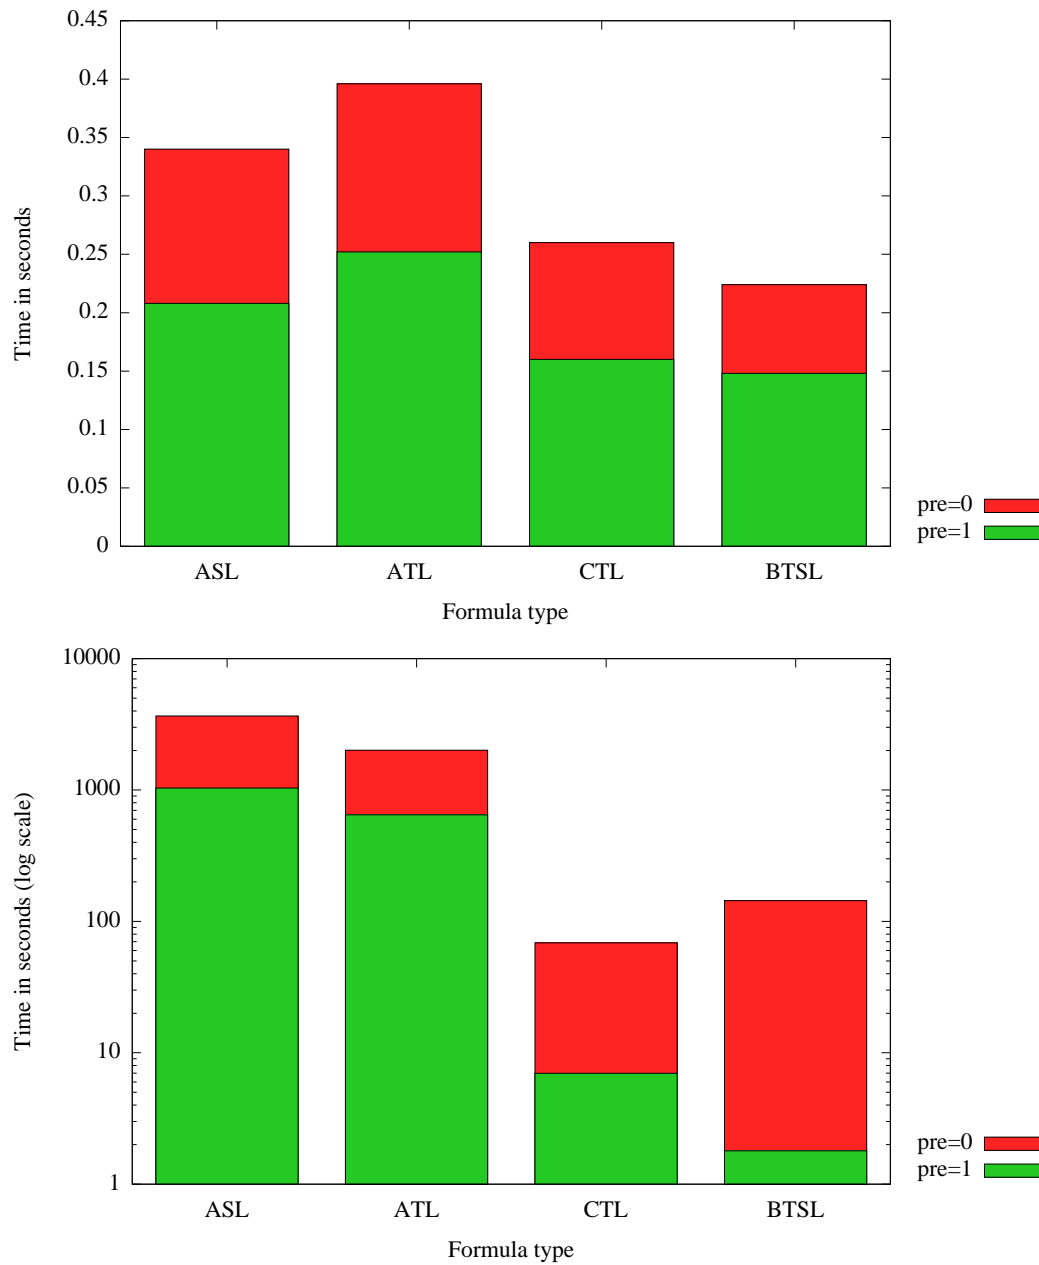 0.45
0.4
0.35
0.3
0.25
0.2
0.15
0.1
0.05
0
Time in seconds
ASL ATL CTL BTSL
Formula type
pre=0
pre=1
10000
1000
100
10
1
Time in seconds (log scale)
ASL ATL CTL BTSL
Formula type
pre=0
pre=1